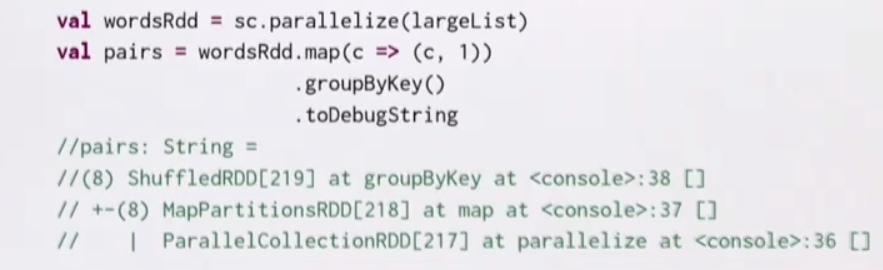 val wordsRdd = sc.parallelize(largeList)
val pairs = wordsRdd.map(c => (c, 1))
.groupByKey()
.toDebugString
//pairs: String =
//(8) ShuffledRDD[219] at groupByKey at <console>:38 []
// +-(8) MapPartitionsRDD[218] at map at <console>:37 []
// | ParallelCollectionRDD[217] at parallelize at <console>:36 []